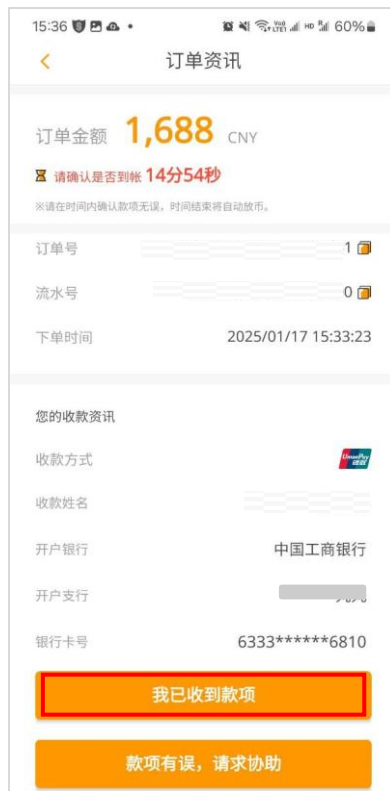 15:36 60%
订单资讯
订单金额 1,688 CNY
请确认是否到帐 14分54秒
※请在时间内确认款项无误，时间结束将自动放币。
订单号 1
流水号 0
下单时间 2025/01/17 15:33:23
您的收款资讯
收款方式 UnionPay 银联
收款姓名
开户银行 中国工商银行
开户支行
银行卡号 6333******6810
我已收到款项
款项有误，请求协助